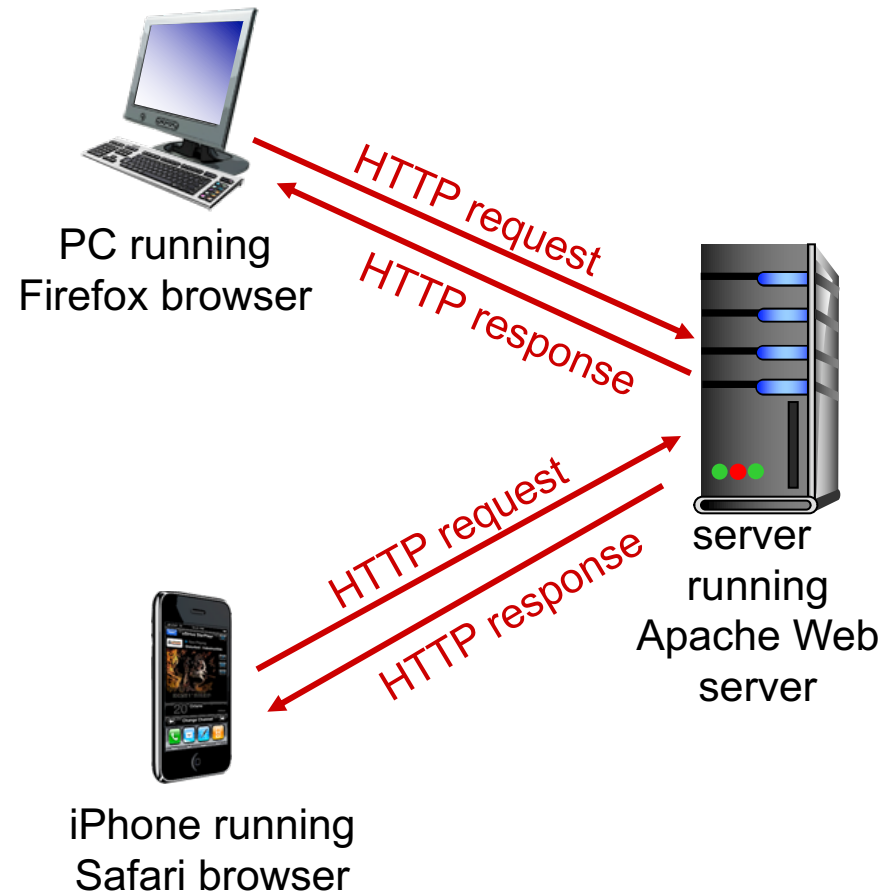 HTTP request
HTTP response
PC running
Firefox browser
HTTP request
HTTP response
server
running
Apache Web
server
iPhone running
Safari browser